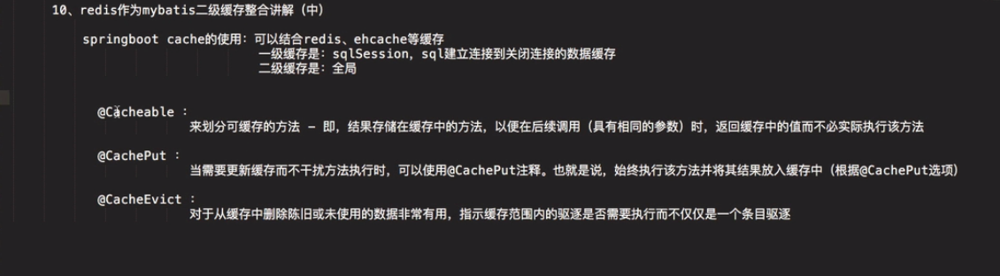 10、redis作为mybatis二级缓存整合讲解（中）
springboot cache的使用：可以结合redis、ehcache等缓存
一级缓存是：sqlSession，sql建立连接到关闭连接的数据缓存
二级缓存是：全局
@Cacheable ：
来划分可缓存的方法 - 即，结果存储在缓存中的方法，以便在后续调用（具有相同的参数）时，返回缓存中的值而不必实际执行该方法
@CachePut ：
当需要更新缓存而不干扰方法执行时，可以使用@CachePut注释。也就是说，始终执行该方法并将其结果放入缓存中（根据@CachePut选项）
@CacheEvict ：
对于从缓存中删除陈旧或未使用的数据非常有用，指示缓存范围内的驱逐是否需要执行而不仅仅是一个条目驱逐